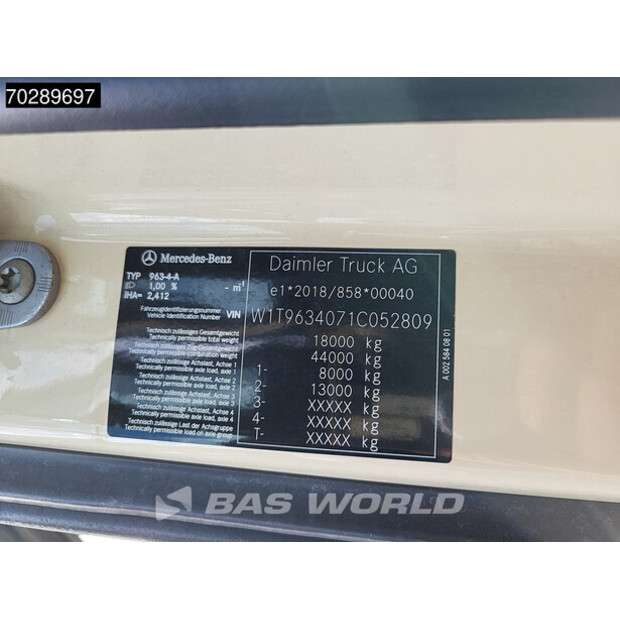 70289697
Mercedes-Benz
Daimler Truck AG
TYP 963-4-A
1,00 % - m¹
IHA= 2,412
e1*2018/858*00040
Fahrzeugidentifizierungsnummer
Vehicle Identification Number VIN W1T9634071C052809
Technisch zulässiges Gesamtgewicht
Technically permissible total weight 18000 kg
Technisch zulässiges Zug-Gesamtgewicht
Technically permissible combination weight 44000 kg
Technisch zulässige Achslast, Achse 1
Technically permissible axle load, axle 1 1- 8000 kg
Technisch zulässige Achslast, Achse 2
Technically permissible axle load, axle 2 2- 13000 kg
Technisch zulässige Achslast, Achse 3
Technically permissible axle load, axle 3 3- XXXXX kg
Technisch zulässige Achslast, Achse 4
Technically permissible axle load, axle 4 4- XXXXX kg
Technisch zulässige Last der Achsgruppe
Technically permissible load on axle group T- XXXXX kg
A 002 584 08 01
BAS WORLD